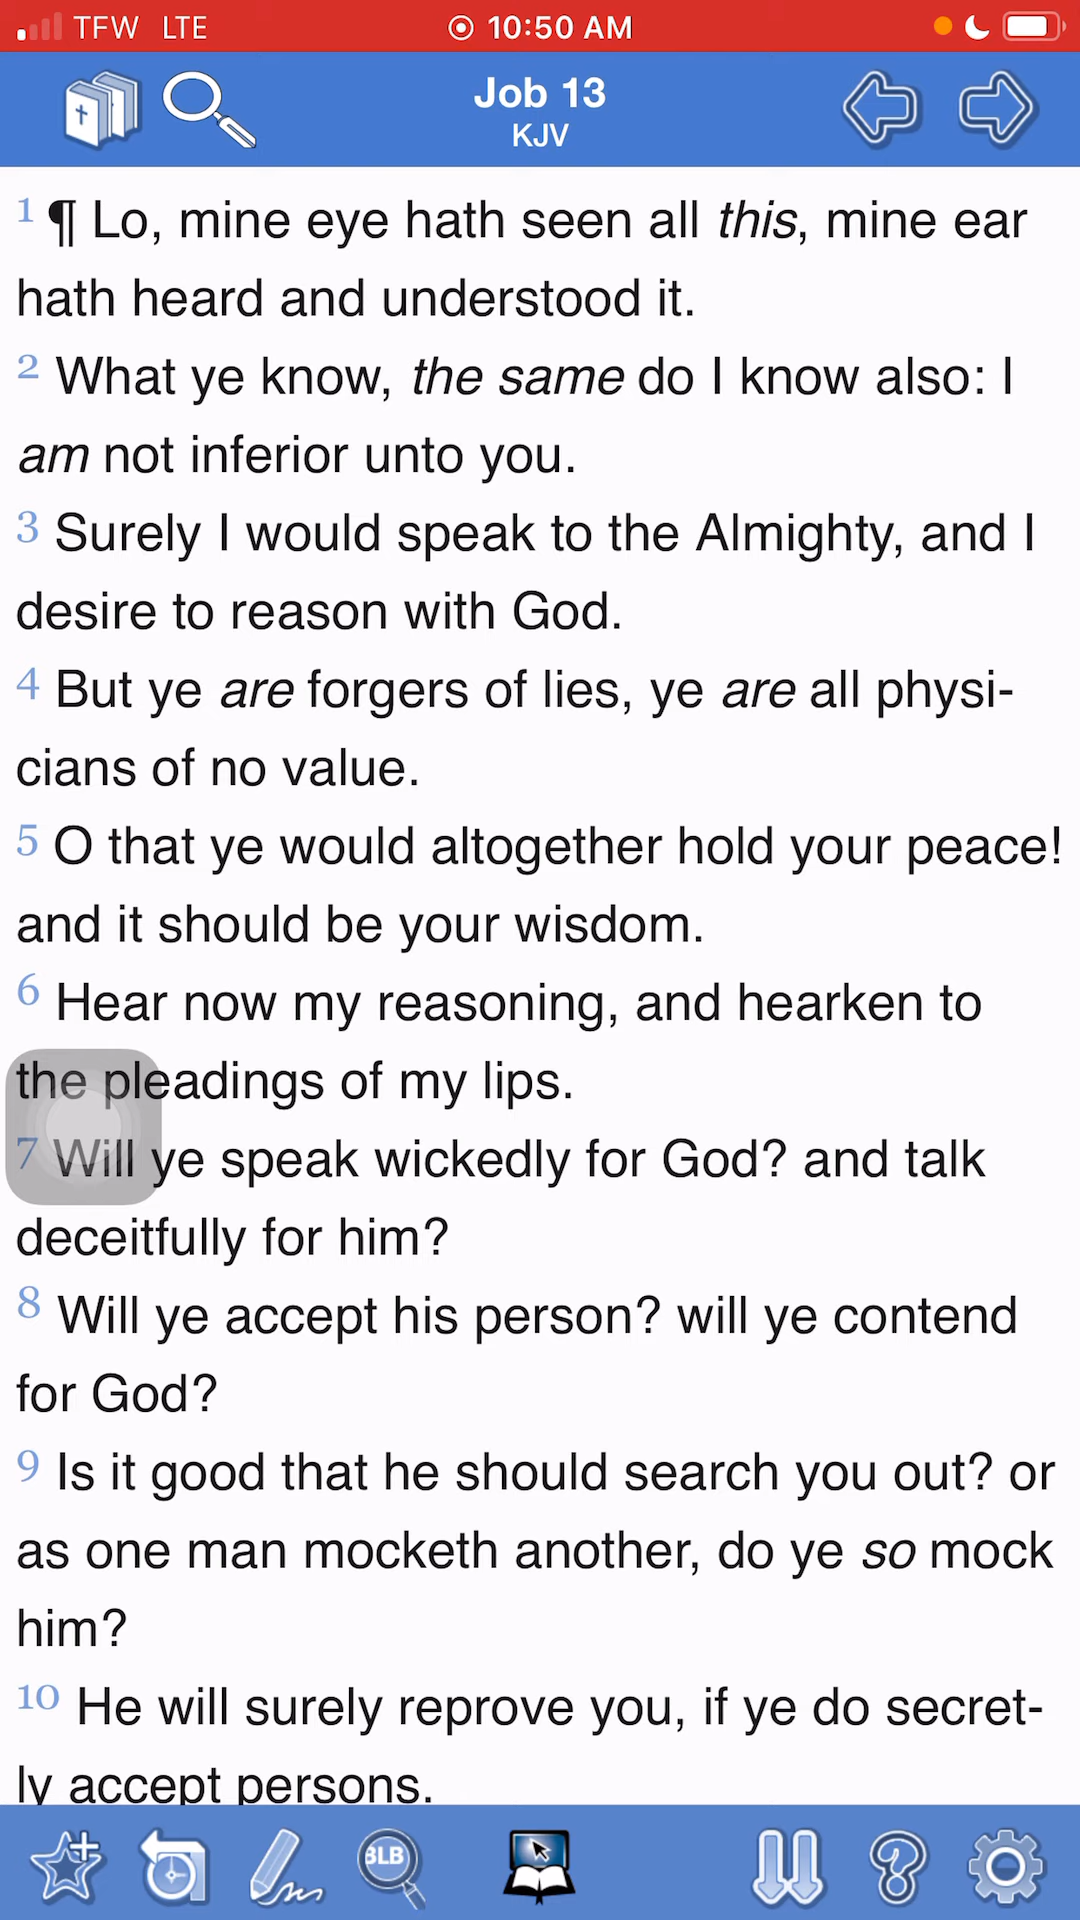 TFW LTE 10:50 AM
Job 13
KJV
1 ¶ Lo, mine eye hath seen all this, mine ear
hath heard and understood it.
2 What ye know, the same do I know also: I
am not inferior unto you.
3 Surely I would speak to the Almighty, and I
desire to reason with God.
4 But ye are forgers of lies, ye are all physi-
cians of no value.
5 O that ye would altogether hold your peace!
and it should be your wisdom.
6 Hear now my reasoning, and hearken to
the pleadings of my lips.
7 Will ye speak wickedly for God? and talk
deceitfully for him?
8 Will ye accept his person? will ye contend
for God?
9 Is it good that he should search you out? or
as one man mocketh another, do ye so mock
him?
10 He will surely reprove you, if ye do secret-
ly accept persons.
BLB